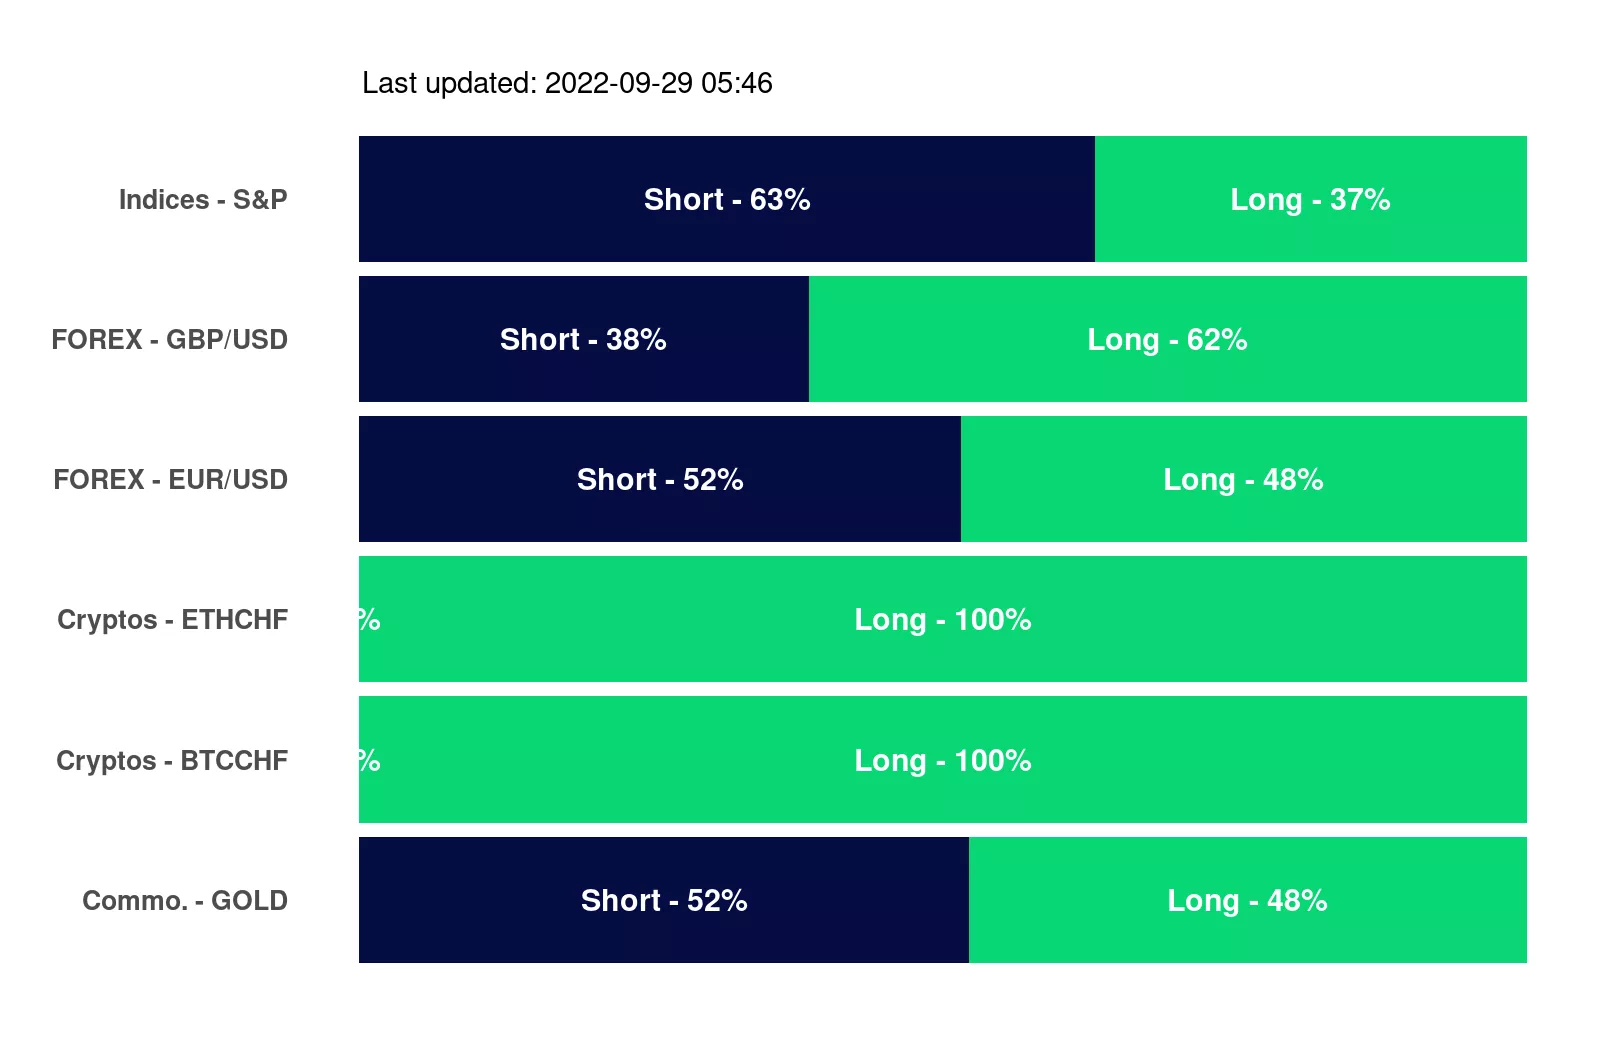 Last updated: 2022-09-29 05:46
Indices - S&P Short - 63% Long - 37%
FOREX - GBP/USD Short - 38% Long - 62%
FOREX - EUR/USD Short - 52% Long - 48%
Cryptos - ETHCHF % Long - 100%
Cryptos - BTCCHF % Long - 100%
Commo. - GOLD Short - 52% Long - 48%